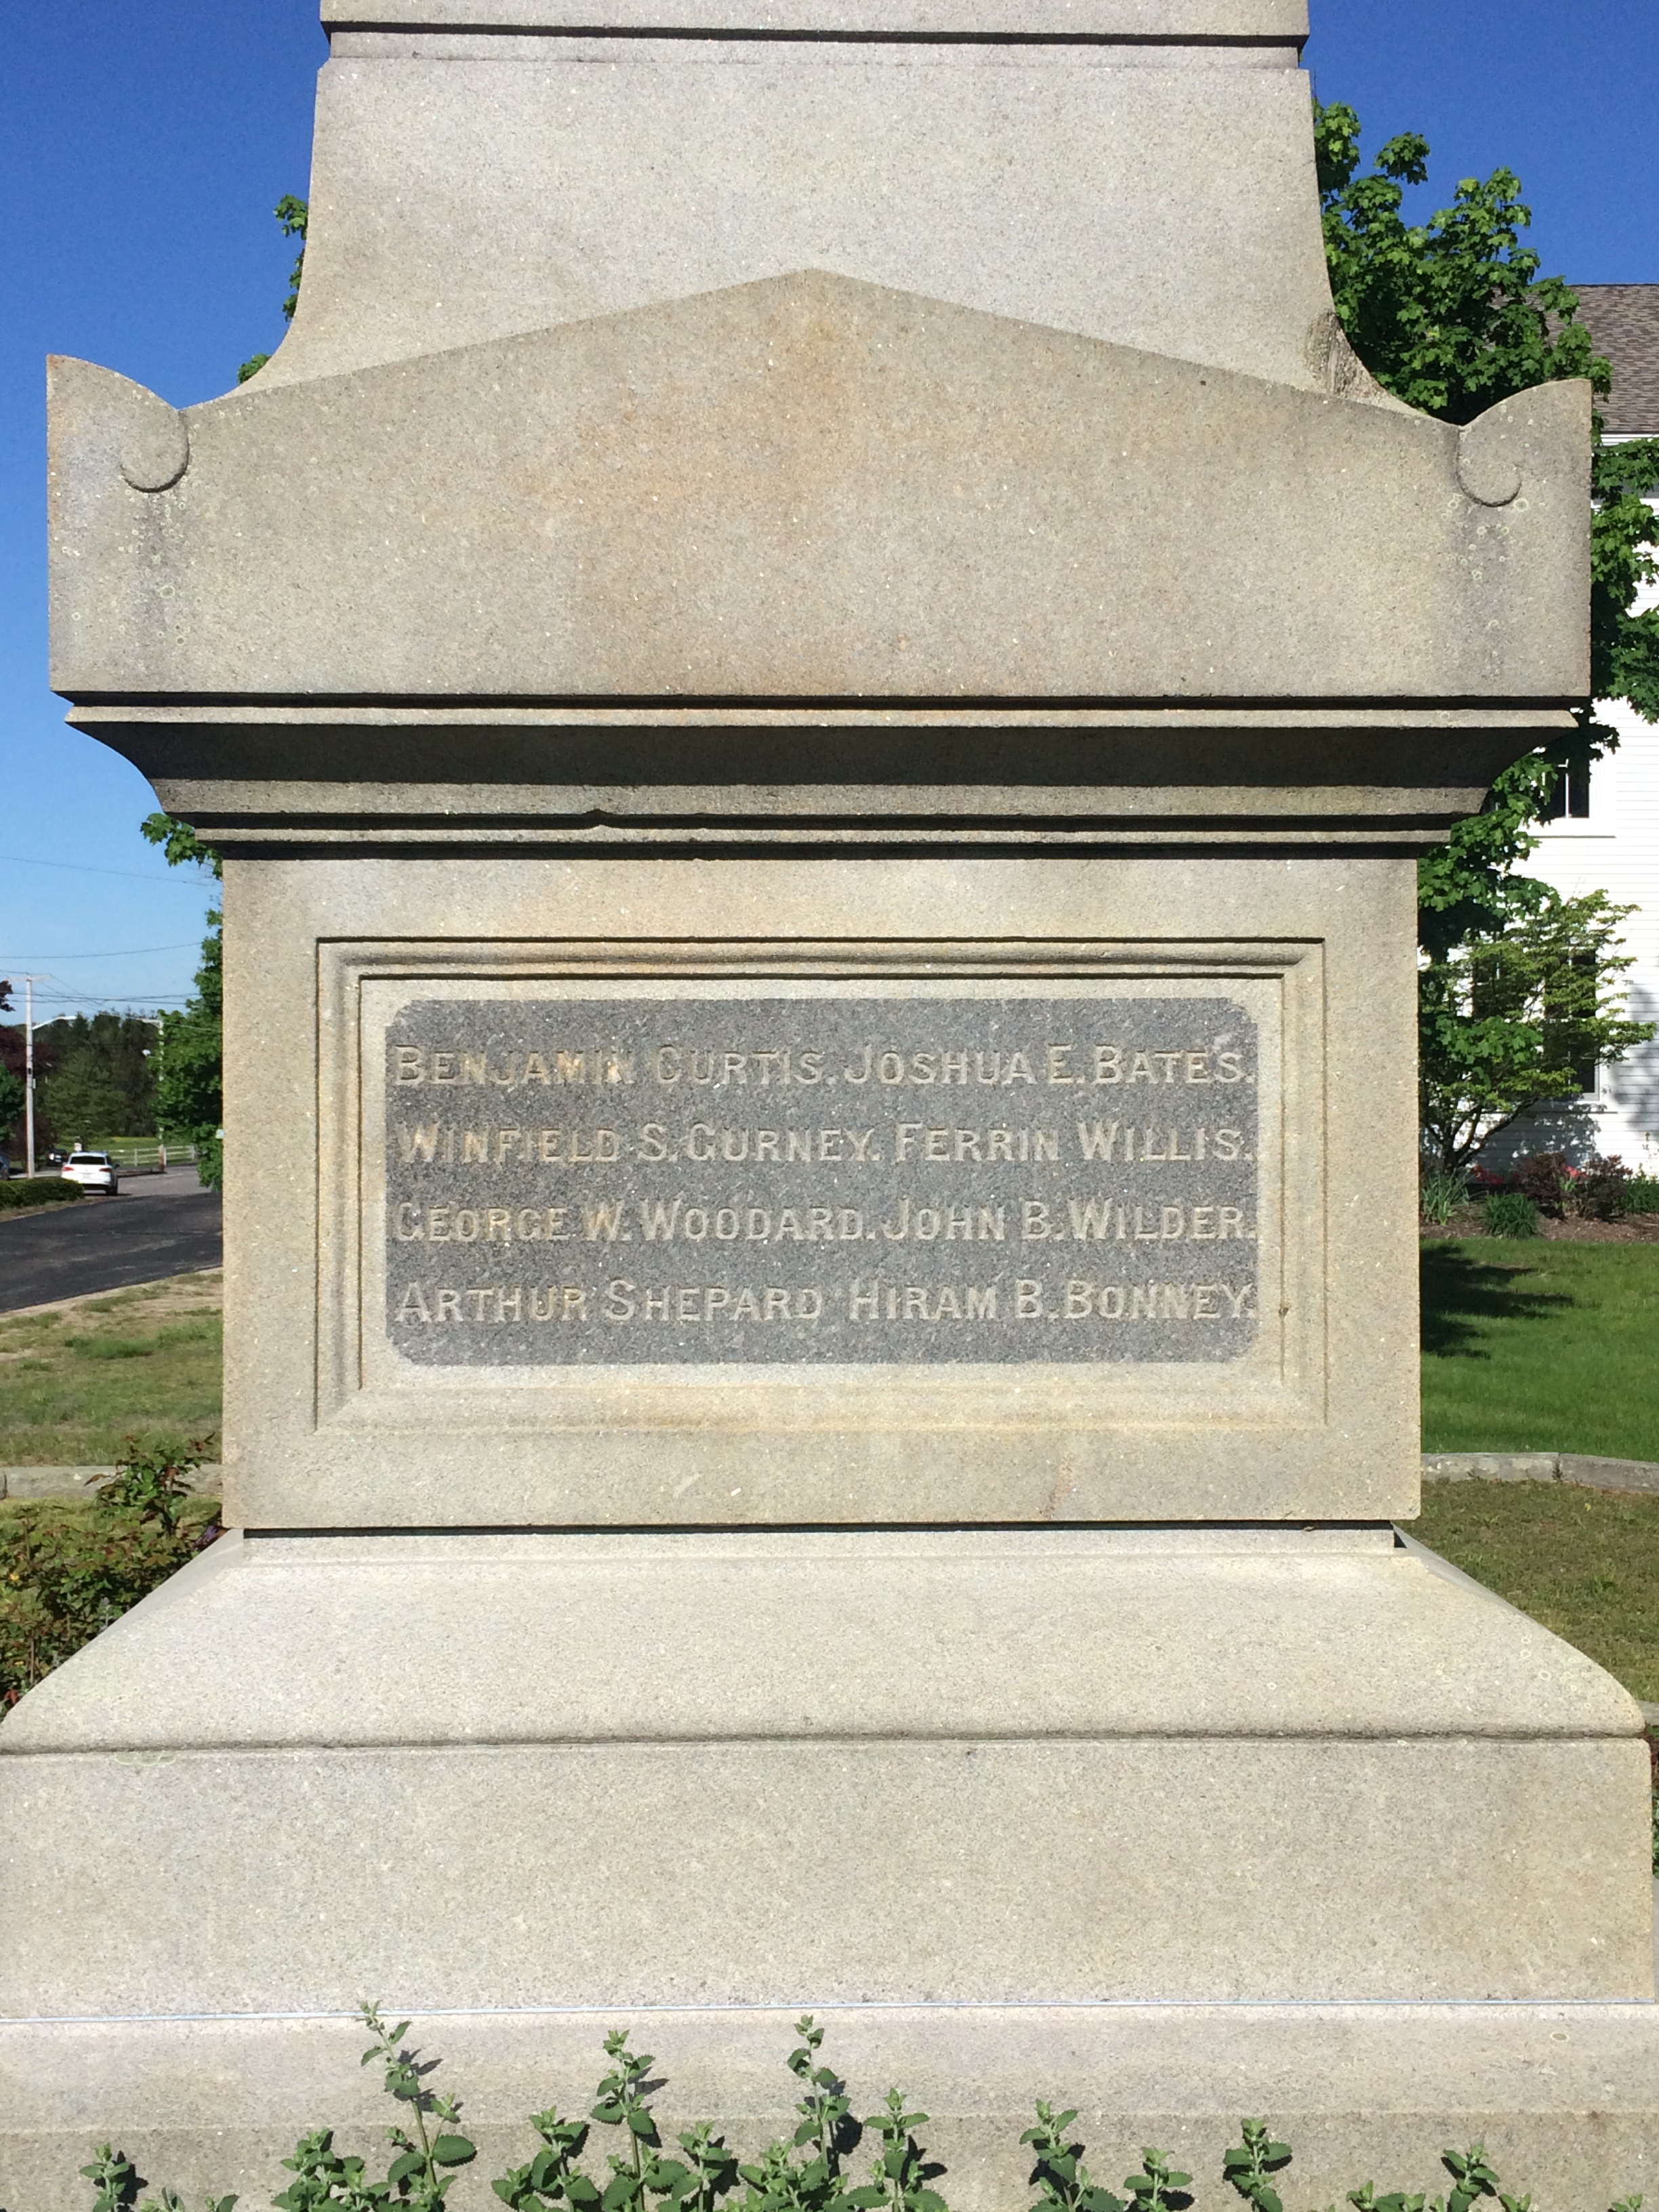 BENJAMIN CURTIS. JOSHUA E. BATES.
WINFIELD S. GURNEY. FERRIN WILLIS.
GEORGE W. WOODARD. JOHN B. WILDER.
ARTHUR SHEPARD HIRAM B. BONNEY.